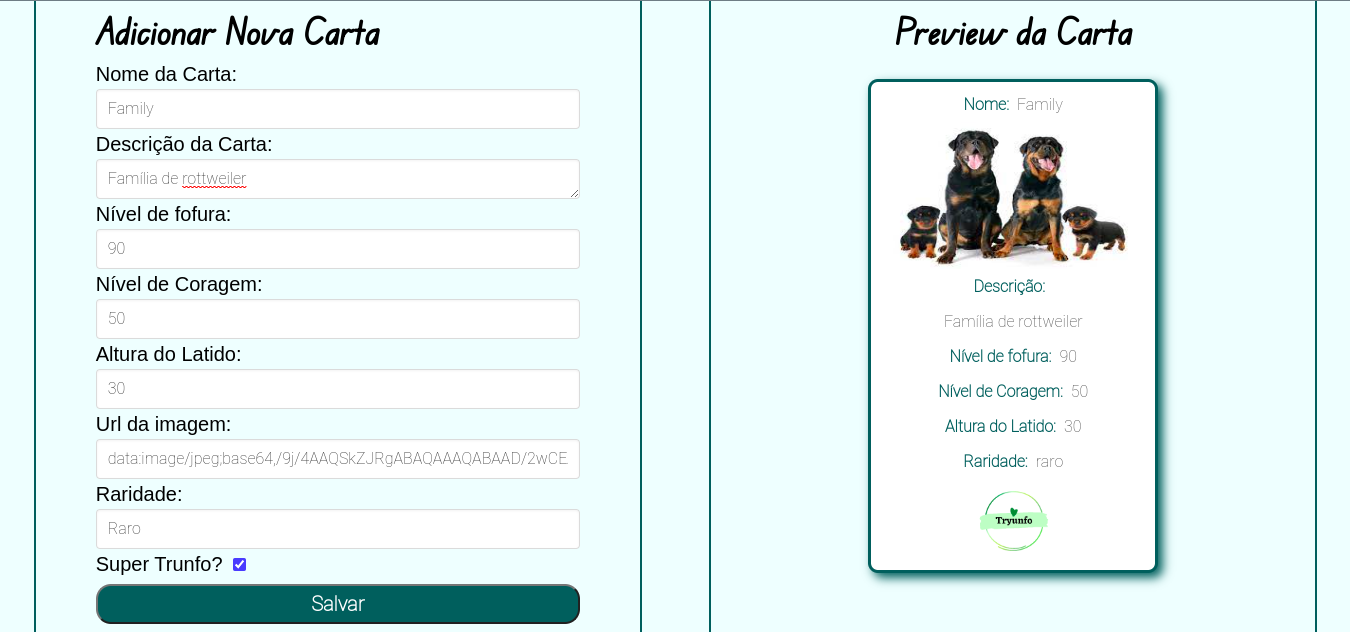 Adicionar Nova Carta
Nome da Carta:
Family
Descrição da Carta:
Família de rottweiler
Nível de fofura:
90
Nível de Coragem:
50
Altura do Latido:
30
Url da imagem:
data:image/jpeg;base64,/9j/4AAQSkZJRgABAQAAAQABAAD/2wCE
Raridade:
Raro
Super Trunfo?
Salvar
Preview da Carta
Nome: Family
Descrição:
Família de rottweiler
Nível de fofura: 90
Nível de Coragem: 50
Altura do Latido: 30
Raridade: raro
Tryunfo